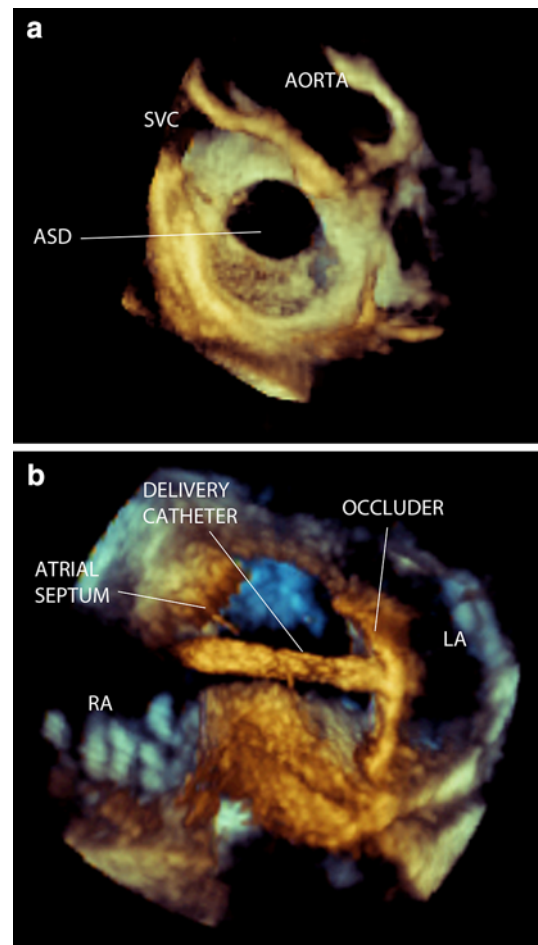 a
AORTA
SVC
ASD
b
DELIVERY
CATHETER
OCCLUDER
ATRIAL
SEPTUM
LA
RA